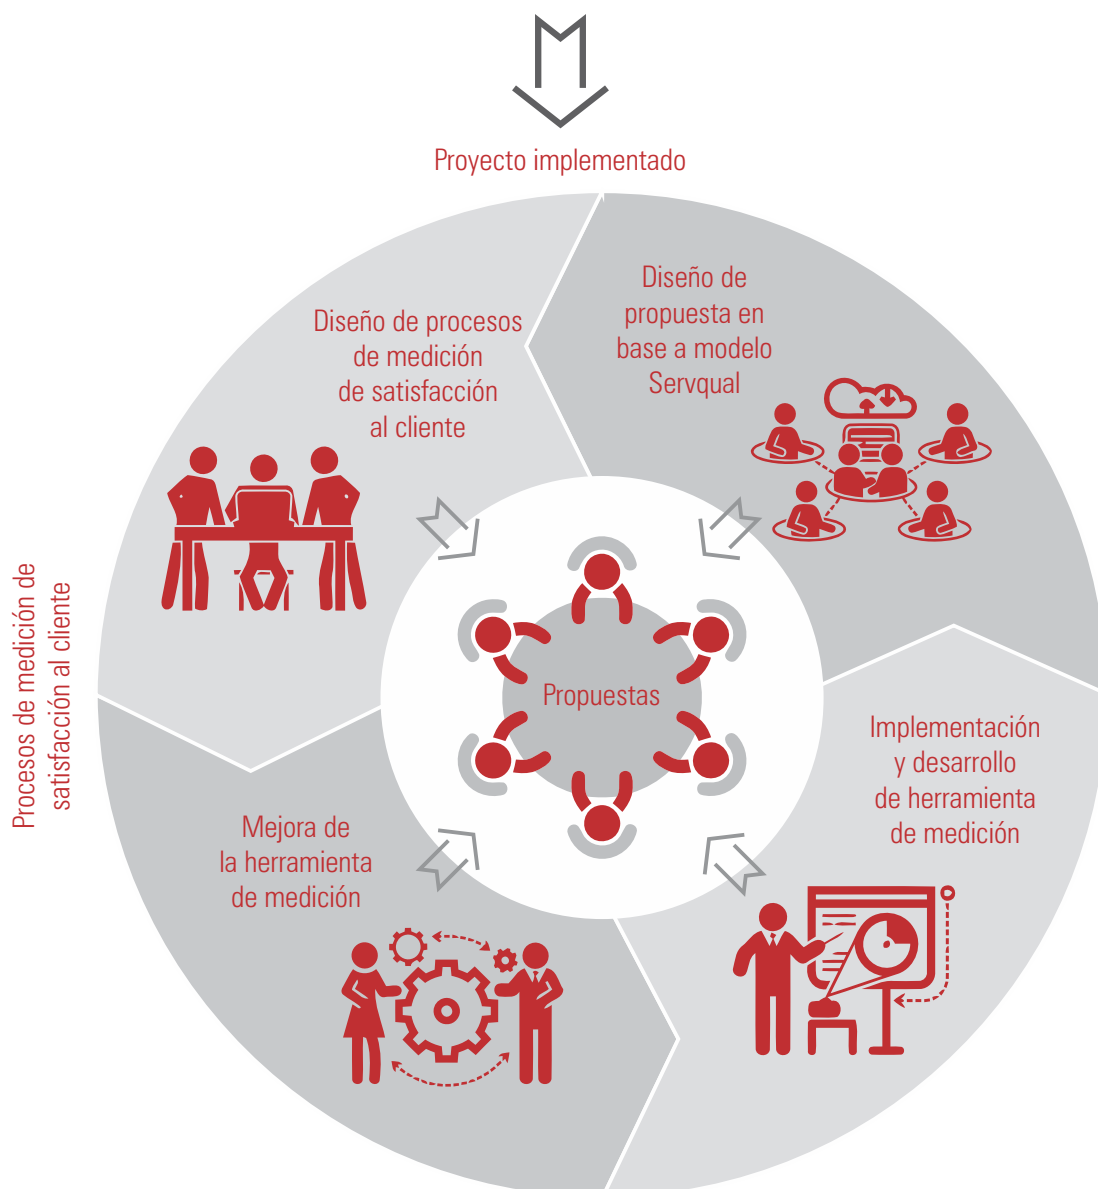 Proyecto implementado
Diseño de procesos
de medición
de satisfacción
al cliente
Diseño de
propuesta en
base a modelo
Servqual
Procesos de medición de
satisfacción al cliente
Propuestas
Implementación
y desarrollo
de herramienta
de medición
Mejora de
la herramienta
de medición